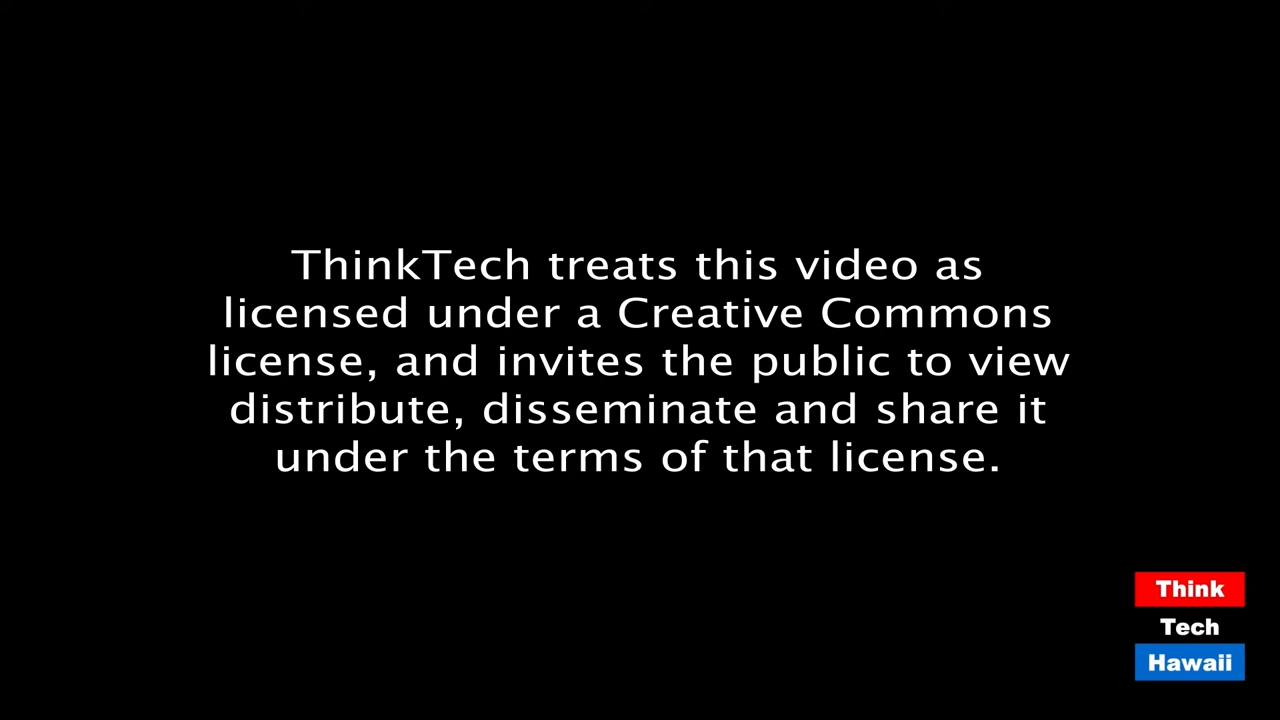 ThinkTech treats this video as
licensed under a Creative Commons
license, and invites the public to view
distribute, disseminate and share it
under the terms of that license.
Think
Tech
Hawaii